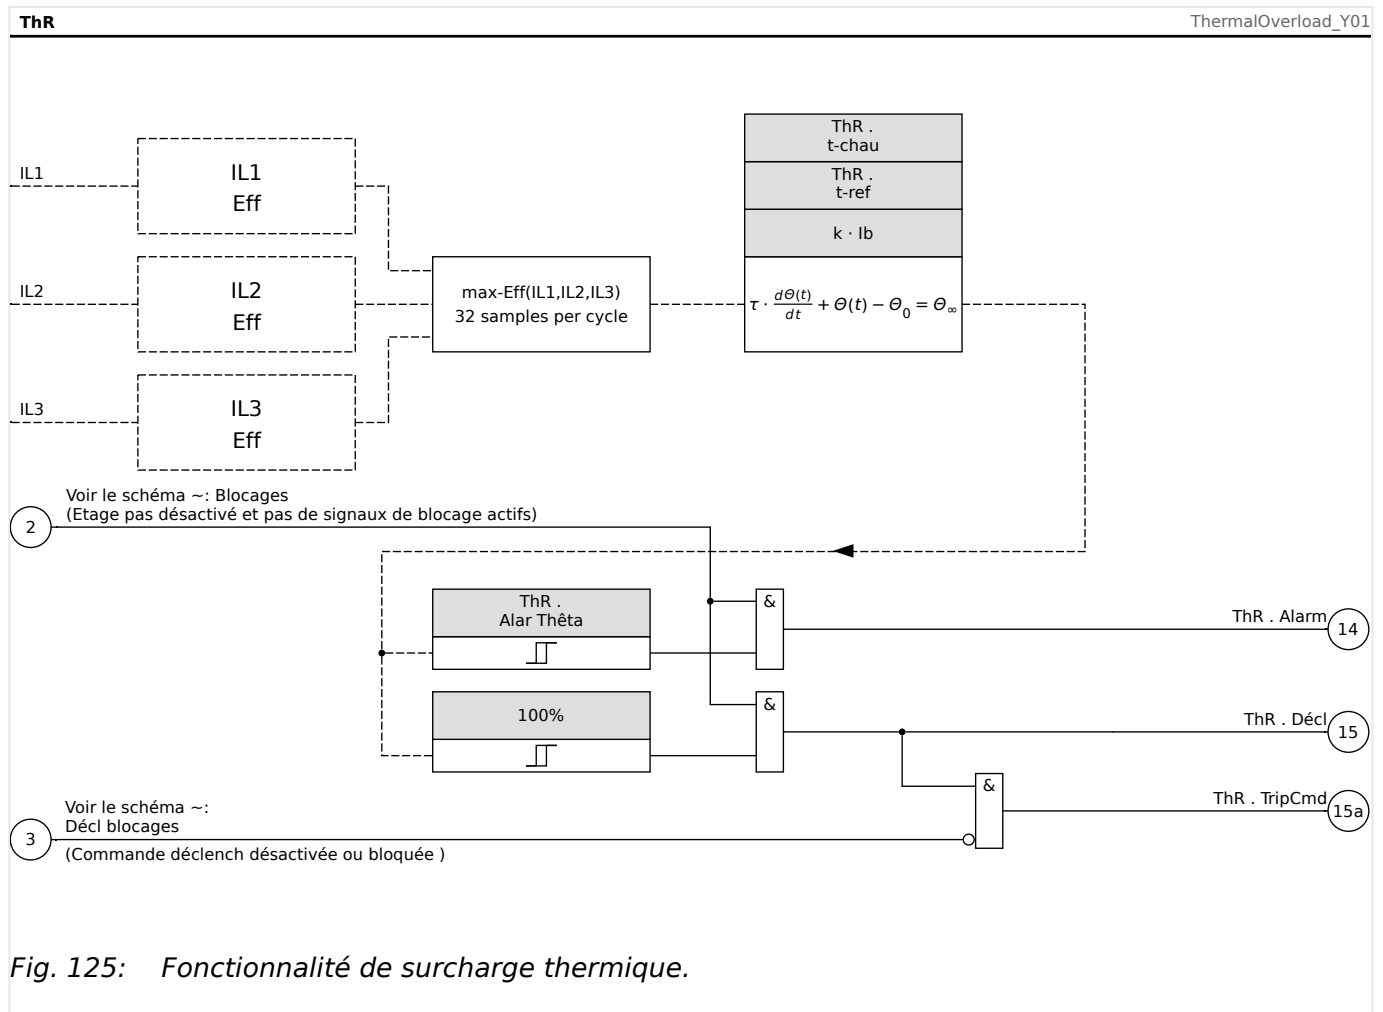 ThR
ThermalOverload_Y01
ThR .
t-chau
ThR .
t-ref
k · Ib
IL1
IL1
Eff
IL2
IL2
Eff
max-Eff(IL1,IL2,IL3)
32 samples per cycle
τ · dΘ(t)/dt + Θ(t) − Θ₀ = Θ∞
IL3
IL3
Eff
Voir le schéma ~: Blocages
(Etage pas désactivé et pas de signaux de blocage actifs)
2
ThR .
Alar Thêta
&
ThR . Alarm
14
100%
&
ThR . Décl
15
&
ThR . TripCmd
15a
Voir le schéma ~:
Décl blocages
3
(Commande déclench désactivée ou bloquée )
Fig. 125: Fonctionnalité de surcharge thermique.